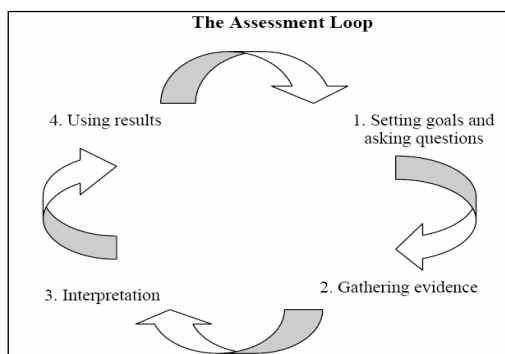 The Assessment Loop
4. Using results
1. Setting goals and
asking questions
3. Interpretation
2. Gathering evidence